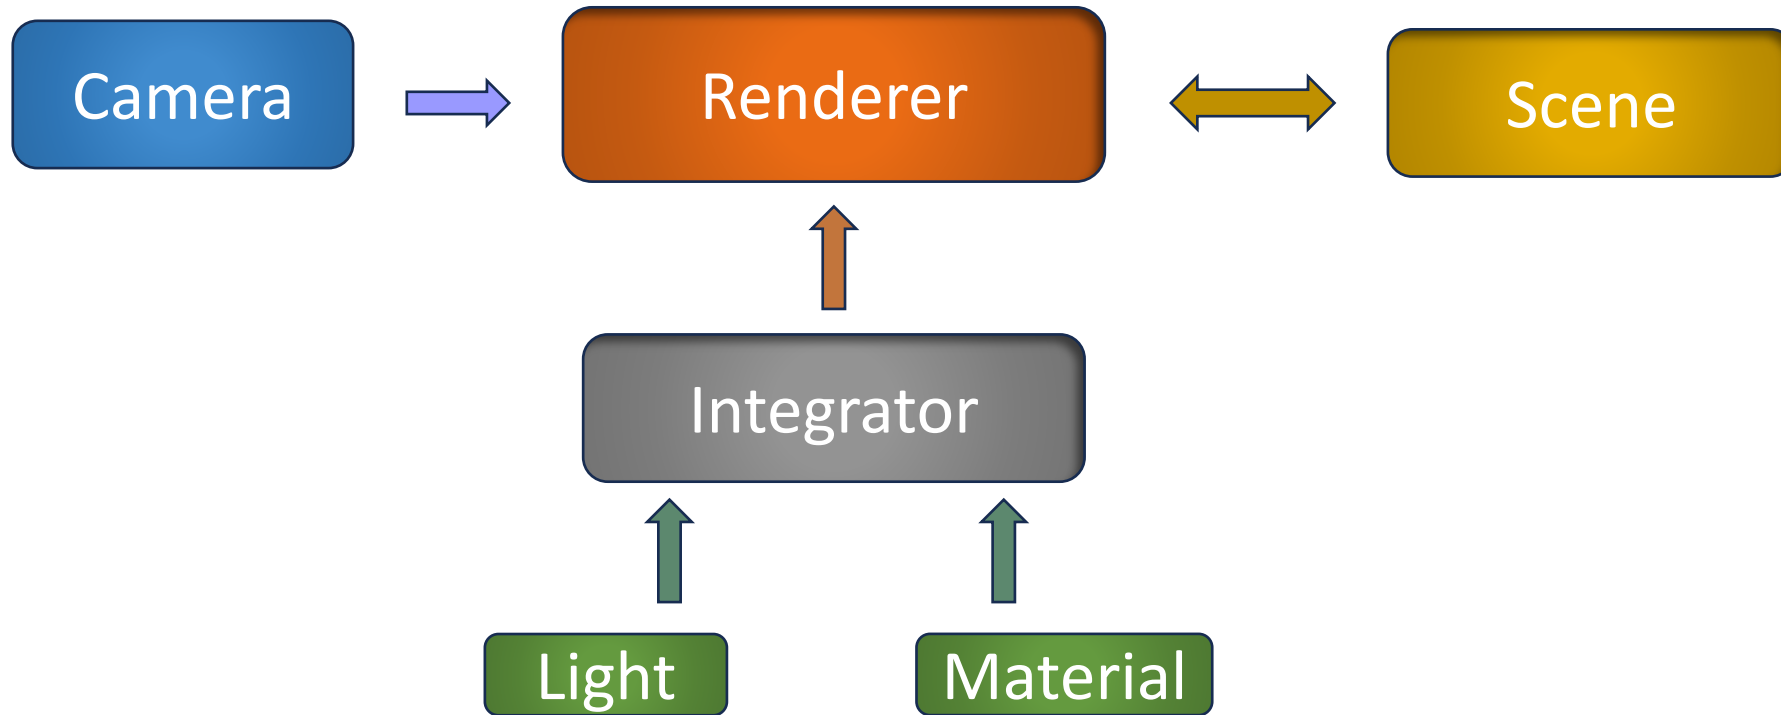 Camera
Renderer
Scene
Integrator
Light
Material